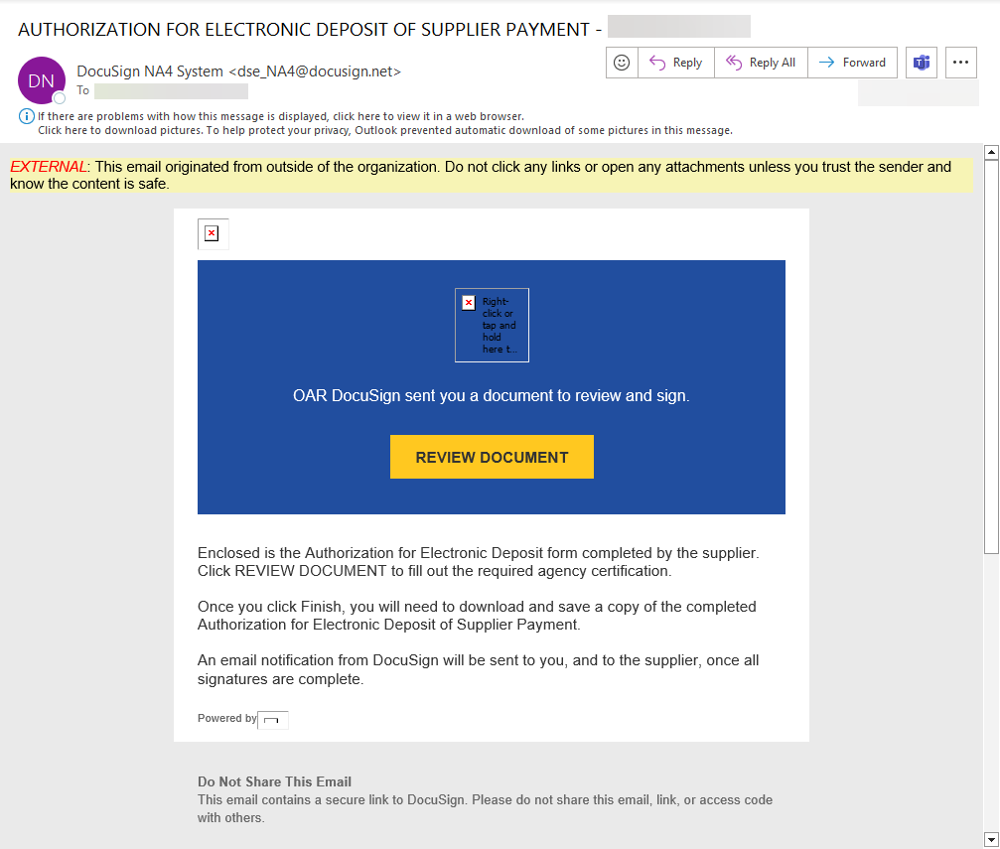 AUTHORIZATION FOR ELECTRONIC DEPOSIT OF SUPPLIER PAYMENT -
DN
DocuSign NA4 System <dse_NA4@docusign.net>
To
Reply
Reply All
Forward
If there are problems with how this message is displayed, click here to view it in a web browser.
Click here to download pictures. To help protect your privacy, Outlook prevented automatic download of some pictures in this message.
EXTERNAL: This email originated from outside of the organization. Do not click any links or open any attachments unless you trust the sender and
know the content is safe.
Right-
click or
tap and
hold
here t...
OAR DocuSign sent you a document to review and sign.
REVIEW DOCUMENT
Enclosed is the Authorization for Electronic Deposit form completed by the supplier.
Click REVIEW DOCUMENT to fill out the required agency certification.
Once you click Finish, you will need to download and save a copy of the completed
Authorization for Electronic Deposit of Supplier Payment.
An email notification from DocuSign will be sent to you, and to the supplier, once all
signatures are complete.
Powered by
Do Not Share This Email
This email contains a secure link to DocuSign. Please do not share this email, link, or access code
with others.